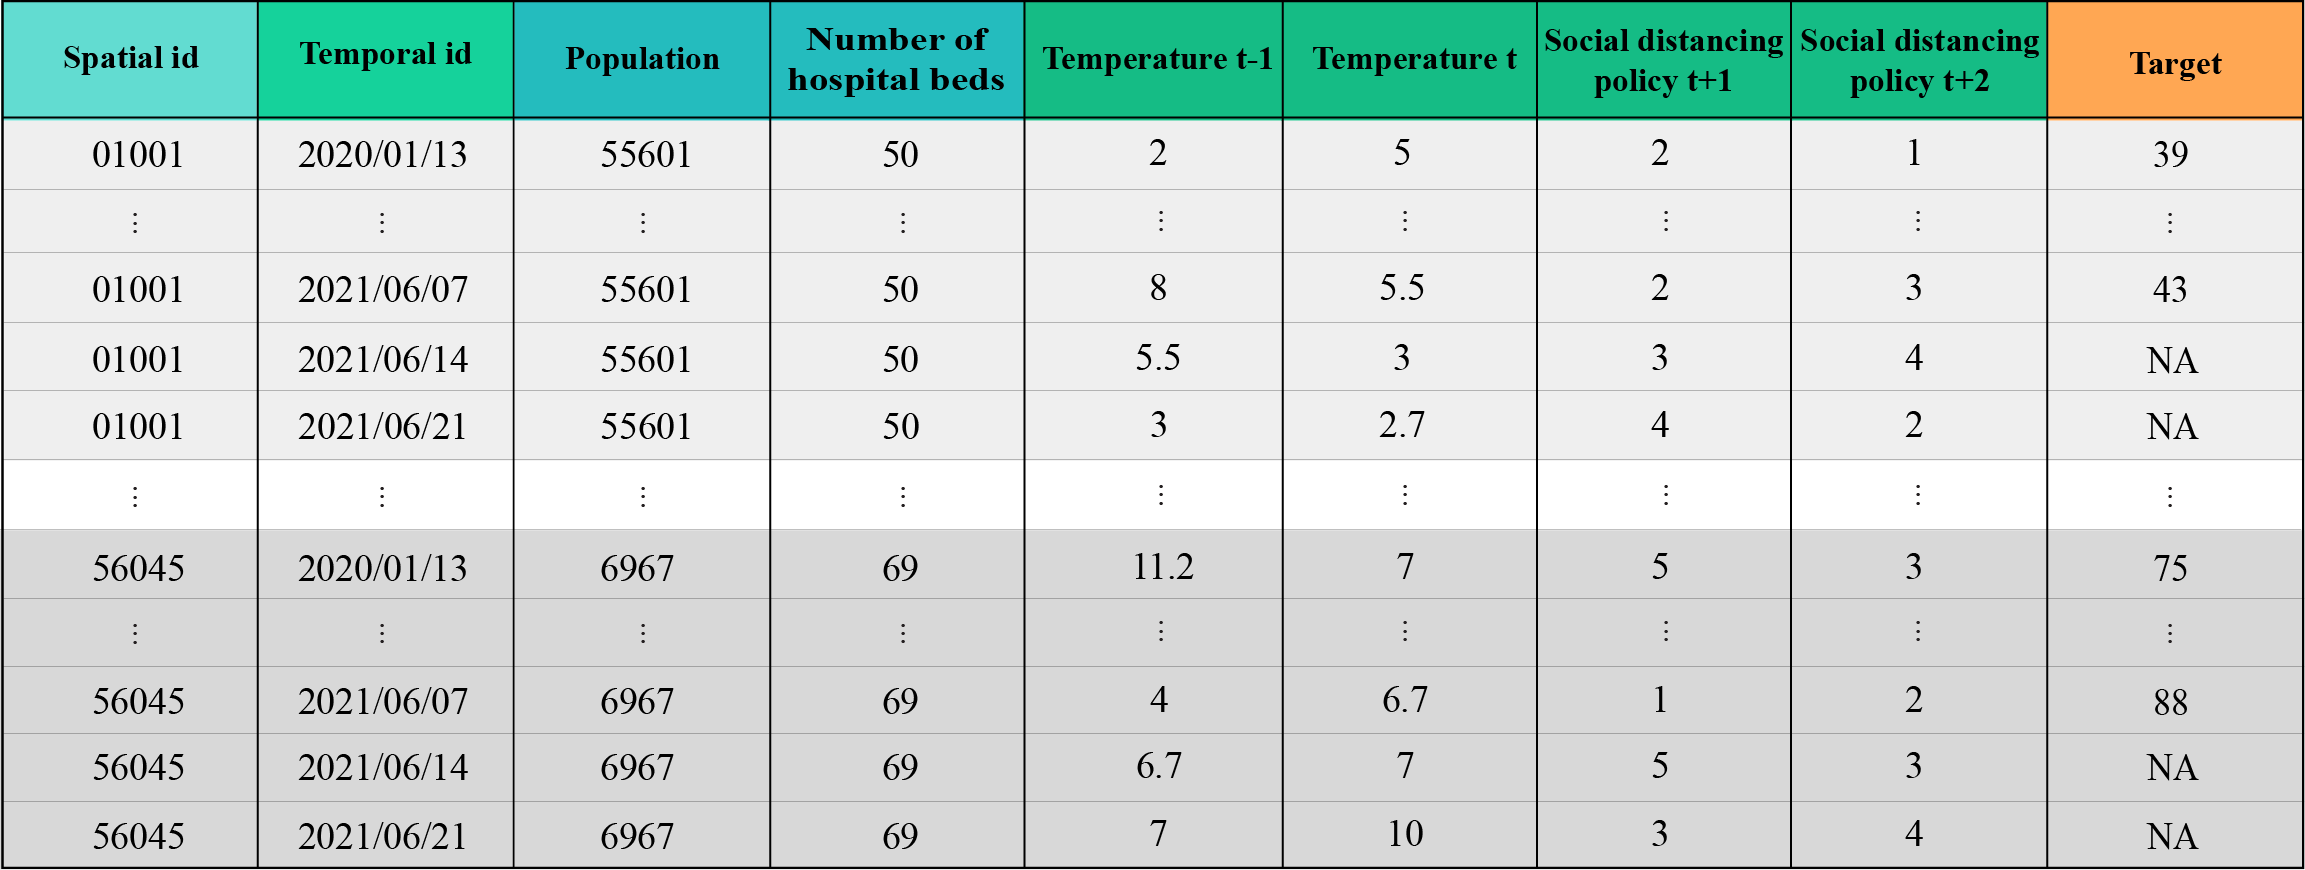 Spatial id Temporal id Population Number of hospital beds Temperature t-1 Temperature t Social distancing policy t+1 Social distancing policy t+2 Target
01001 2020/01/13 55601 50 2 5 2 1 39
⋮ ⋮ ⋮ ⋮ ⋮ ⋮ ⋮ ⋮ ⋮
01001 2021/06/07 55601 50 8 5.5 2 3 43
01001 2021/06/14 55601 50 5.5 3 3 4 NA
01001 2021/06/21 55601 50 3 2.7 4 2 NA
⋮ ⋮ ⋮ ⋮ ⋮ ⋮ ⋮ ⋮ ⋮
56045 2020/01/13 6967 69 11.2 7 5 3 75
⋮ ⋮ ⋮ ⋮ ⋮ ⋮ ⋮ ⋮ ⋮
56045 2021/06/07 6967 69 4 6.7 1 2 88
56045 2021/06/14 6967 69 6.7 7 5 3 NA
56045 2021/06/21 6967 69 7 10 3 4 NA